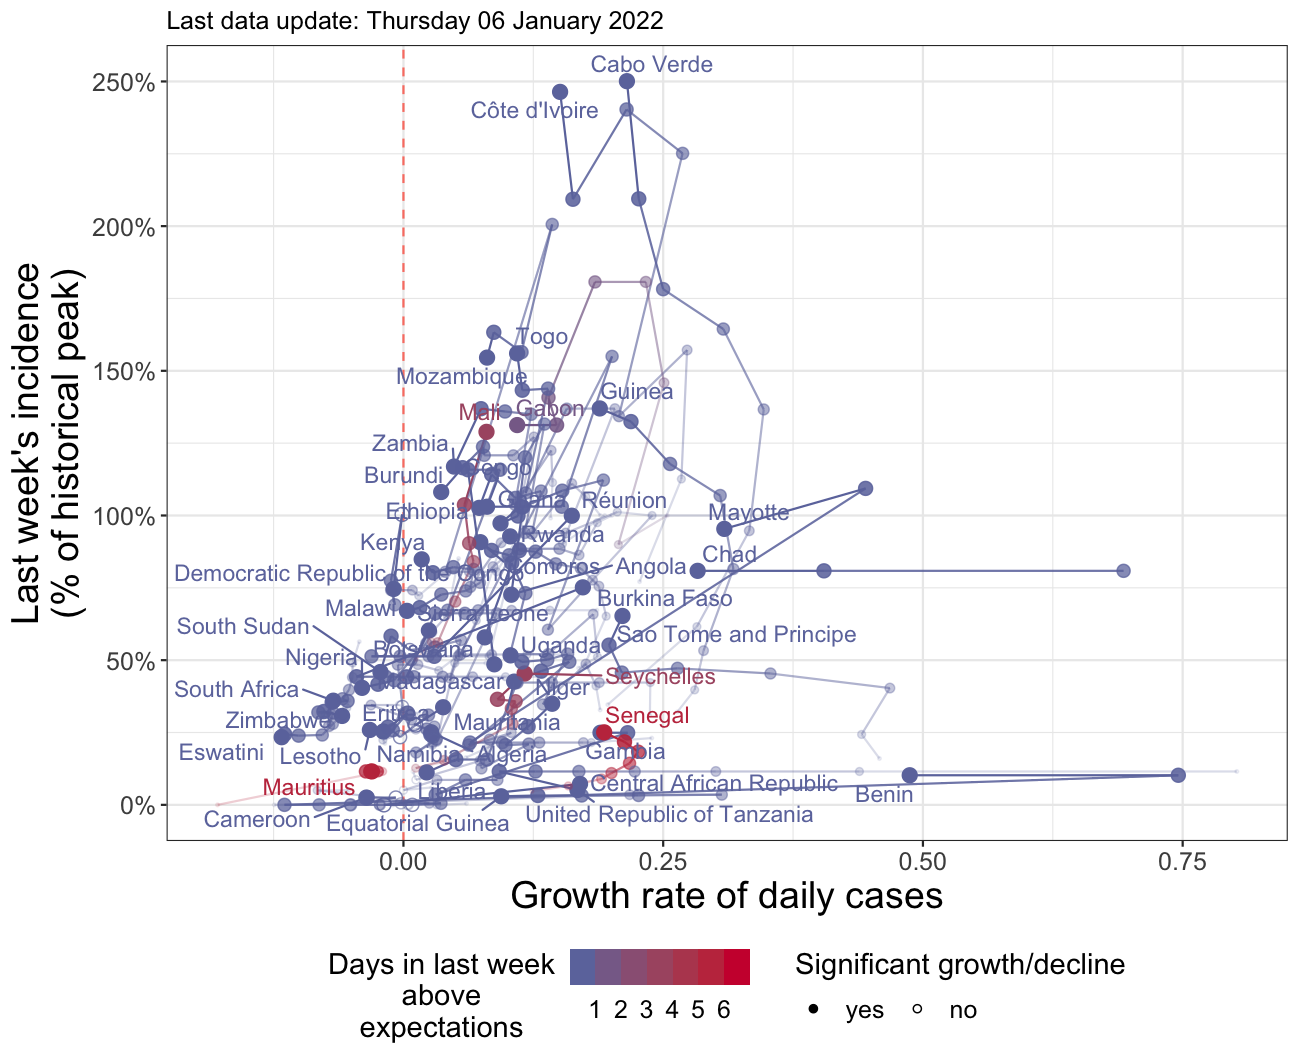 Last data update: Thursday 06 January 2022
Last week's incidence
(% of historical peak)
250%
200%
150%
100%
50%
0%
Cabo Verde
Côte d'Ivoire
Togo
Mozambique
Guinea
Mali
Gabon
Zambia
Congo
Burundi
Ghana
Réunion
Ethiopia
Mayotte
Rwanda
Kenya
Chad
Democratic Republic of the Congo
Comoros
Angola
Malawi
Sierra Leone
Burkina Faso
South Sudan
Sao Tome and Principe
Botswana
Uganda
Nigeria
Seychelles
South Africa
Madagascar
Niger
Zimbabwe
Eritrea
Mauritania
Senegal
Eswatini
Lesotho
Namibia
Algeria
Gambia
Mauritius
Liberia
Central African Republic
Benin
Cameroon
Equatorial Guinea
United Republic of Tanzania
0.00
0.25
0.50
0.75
Growth rate of daily cases
Days in last week
above
expectations
1 2 3 4 5 6
Significant growth/decline
yes
no